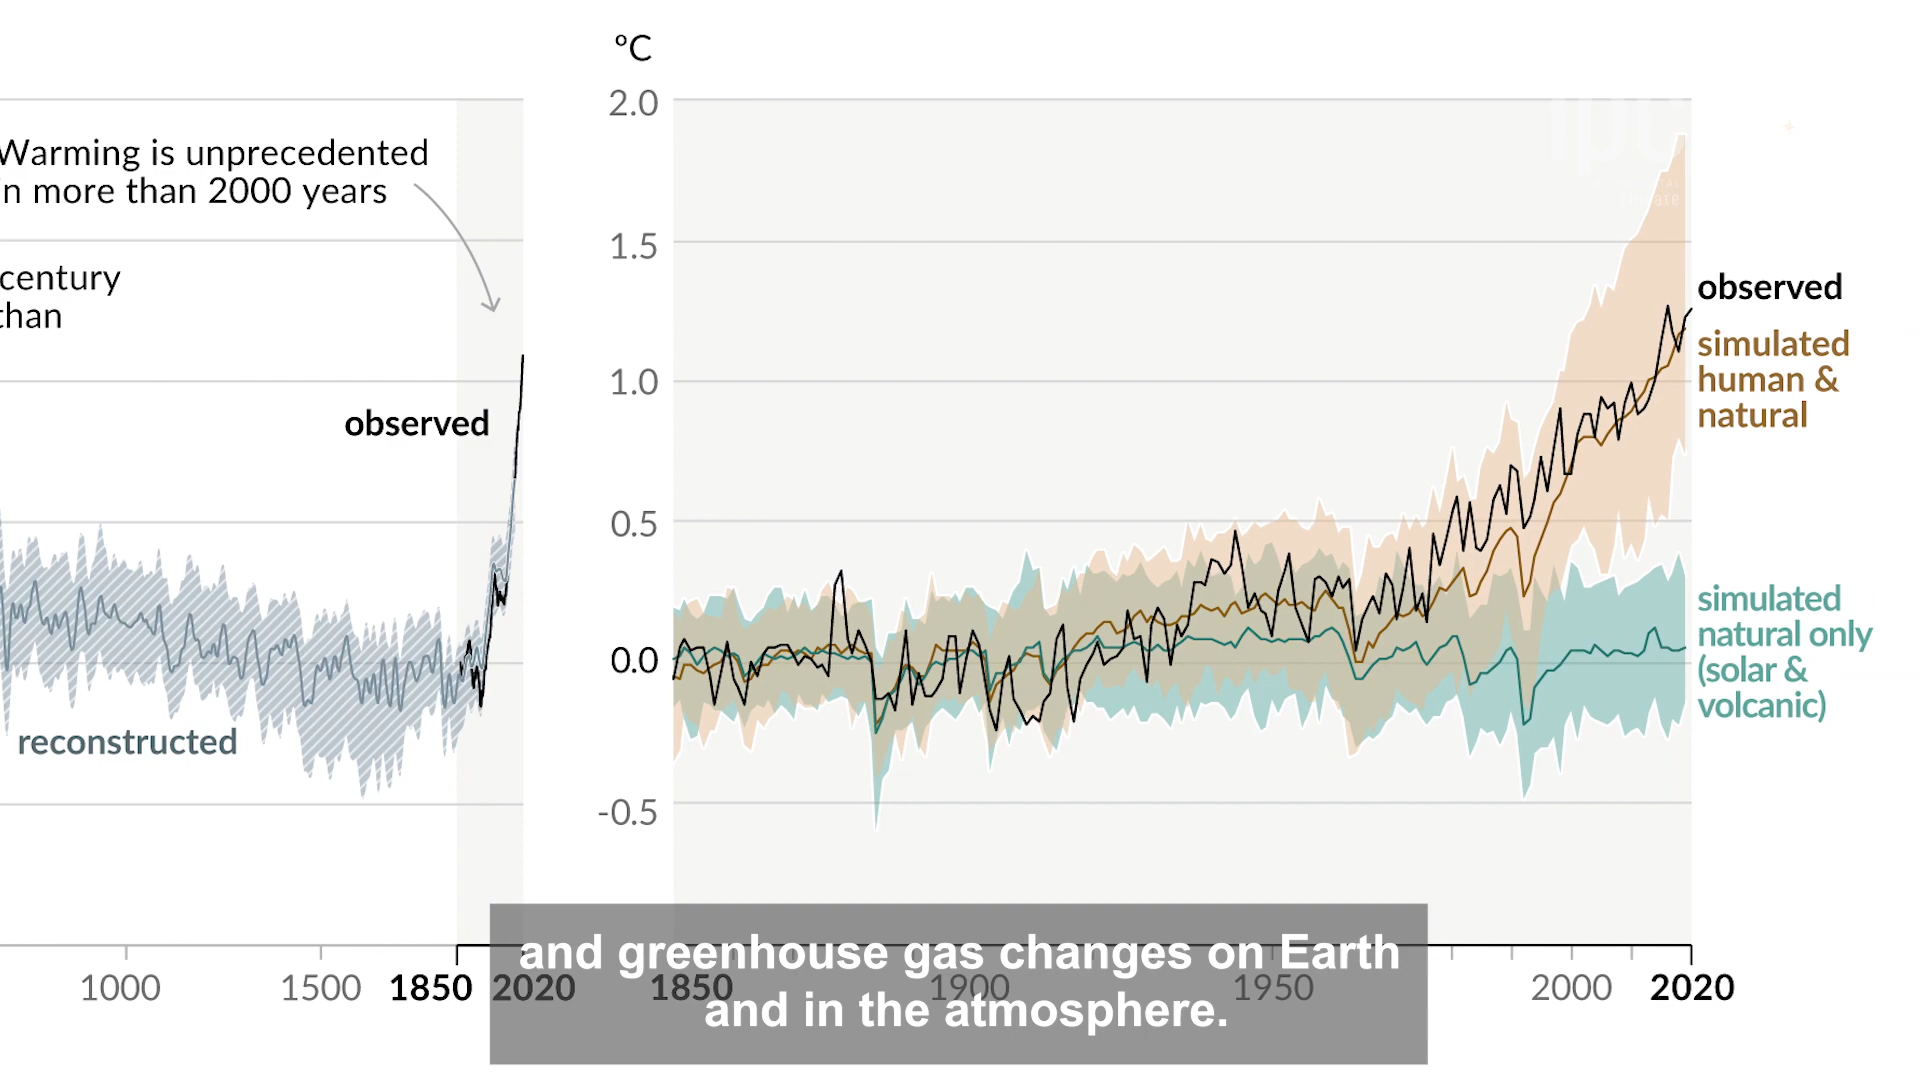 Warming is unprecedented
in more than 2000 years
century
than
observed
reconstructed
1000
1500
1850
2020
°C
2.0
1.5
1.0
0.5
0.0
-0.5
observed
simulated
human &
natural
simulated
natural only
(solar &
volcanic)
1850
1900
1950
2000
2020
and greenhouse gas changes on Earth
and in the atmosphere.